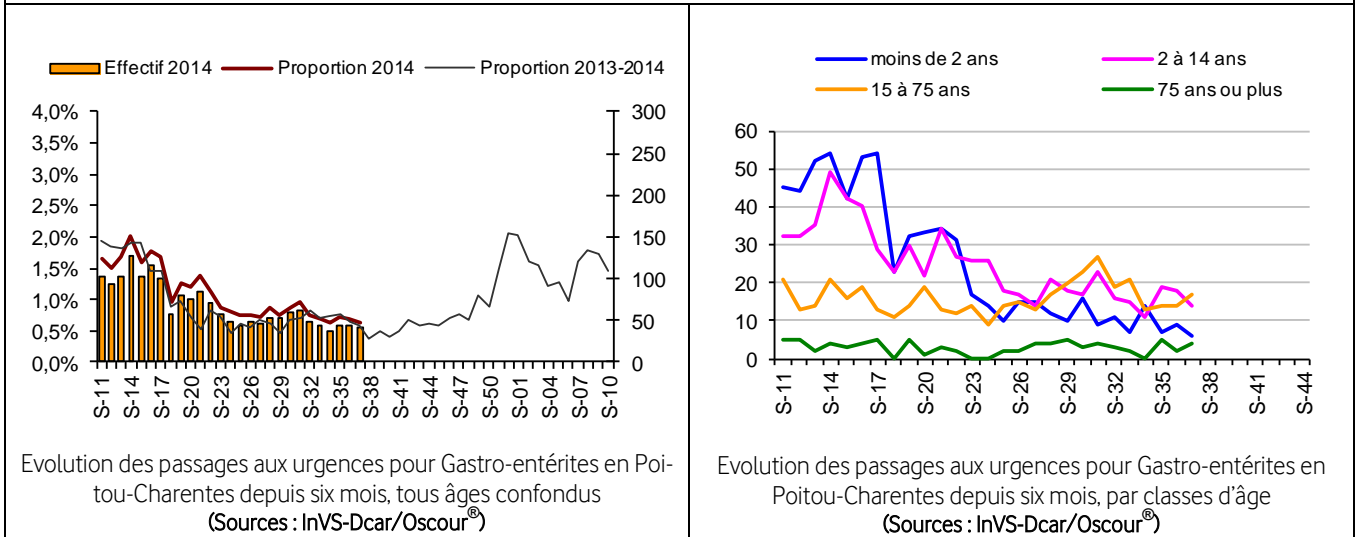 Effectif 2014 Proportion 2014 Proportion 2013-2014
4,0%
3,5%
3,0%
2,5%
2,0%
1,5%
1,0%
0,5%
0,0%
300
250
200
150
100
50
0
S-11 S-14 S-17 S-20 S-23 S-26 S-29 S-32 S-35 S-38 S-41 S-44 S-47 S-50 S-01 S-04 S-07 S-10
Evolution des passages aux urgences pour Gastro-entérites en Poi-
tou-Charentes depuis six mois, tous âges confondus
(Sources : InVS-Dcar/Oscour®)
moins de 2 ans 2 à 14 ans
15 à 75 ans 75 ans ou plus
60
50
40
30
20
10
0
S-11 S-14 S-17 S-20 S-23 S-26 S-29 S-32 S-35 S-38 S-41 S-44
Evolution des passages aux urgences pour Gastro-entérites en
Poitou-Charentes depuis six mois, par classes d’âge
(Sources : InVS-Dcar/Oscour®)